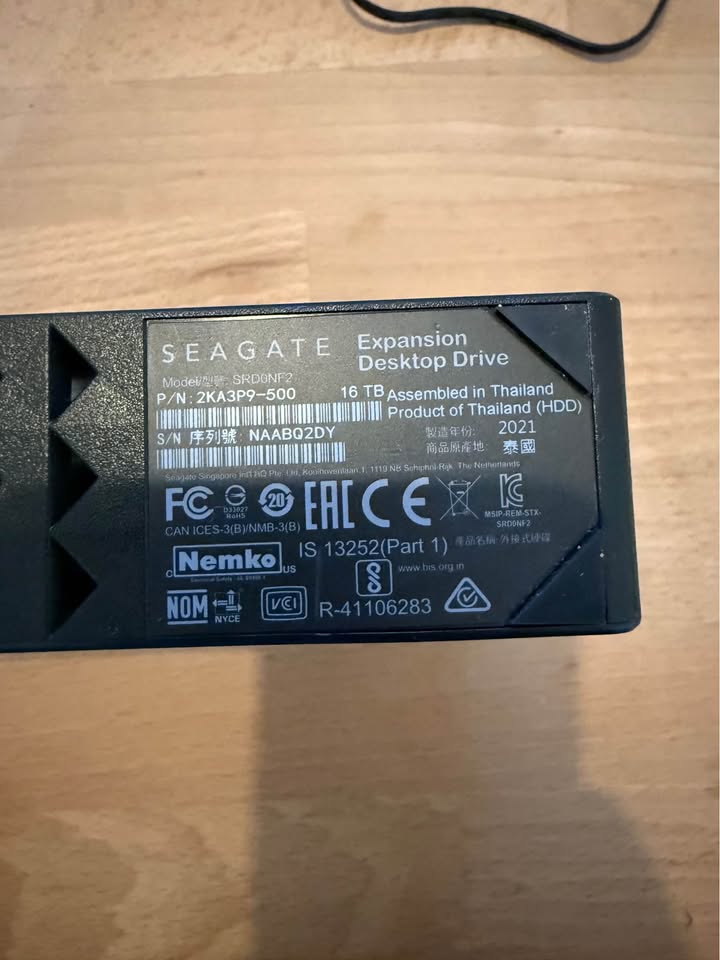 SEAGATE Expansion
Desktop Drive
Model/型號: SRD0NF2
P/N: 2KA3P9-500 16 TB
Assembled in Thailand
Product of Thailand (HDD)
S/N 序列號: NAABQ2DY
製造年份: 2021
商品原產地: 泰國
Seagate Singapore Int'l HQ Pte. Ltd, Koolhovenlaan 1, 1119 NB Schiphol-Rijk, The Netherlands
FC D33027 RoHS 20 EAC CE
MSIP-REM-STX-
SRD0NF2
CAN ICES-3(B)/NMB-3(B)
c Nemko US
IS 13252(Part 1) 產品名稱: 外接式硬碟
www.bis.org.in
NOM NYCE VCI R-41106283